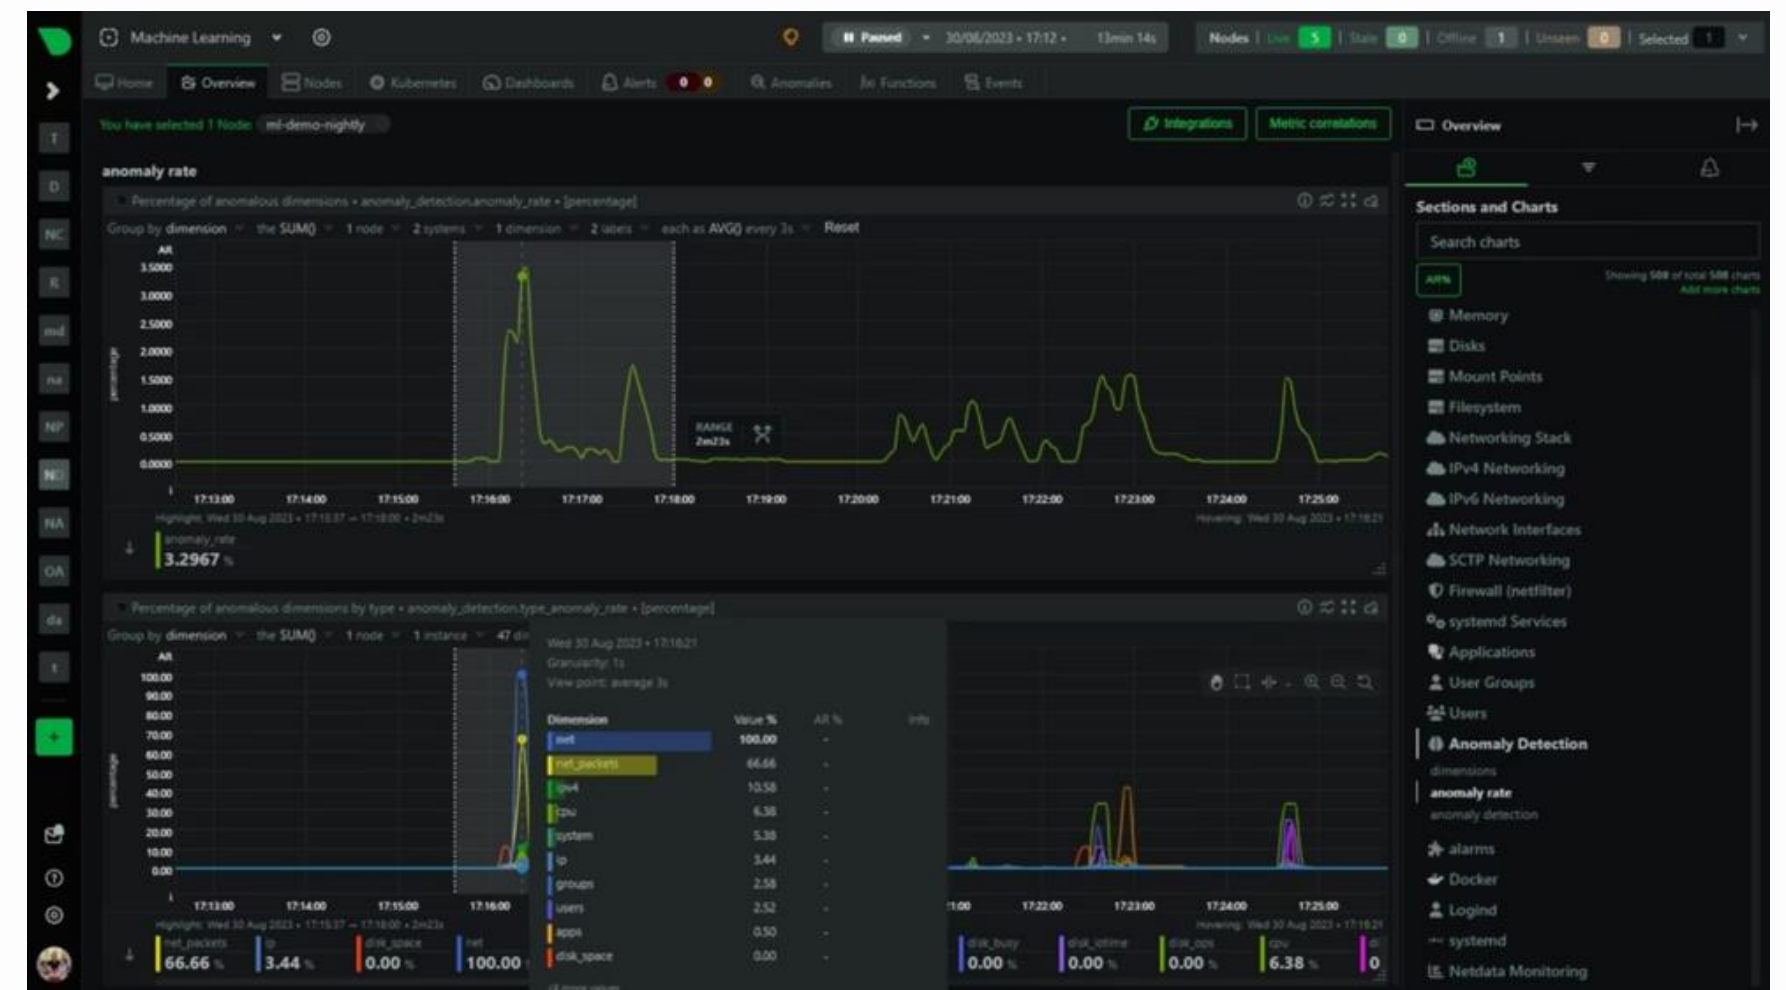 Machine Learning
Paused 30/08/2023 • 17:12 • 13min 14s
Nodes | Live 5 | Stale 0 | Offline 1 | Unseen 0 | Selected 1
Home Overview Nodes Kubernetes Dashboards Alerts 0 0 Anomalies Functions Events
You have selected 1 Node: ml-demo-nightly
Integrations Metric correlations
anomaly rate
Percentage of anomalous dimensions • anomaly_detection.anomaly_rate • [percentage]
Group by dimension the SUM() 1 node 2 systems 1 dimension 2 labels each as AVG() every 3s Reset
AR
3.5000
3.0000
2.5000
2.0000
1.5000
1.0000
0.5000
0.0000
percentage
RANGE
2m23s
17:13:00 17:14:00 17:15:00 17:16:00 17:17:00 17:18:00 17:19:00 17:20:00 17:21:00 17:22:00 17:23:00 17:24:00 17:25:00
Highlight: Wed 30 Aug 2023 • 17:15:37 → 17:18:00 • 2m23s
Hovering: Wed 30 Aug 2023 • 17:16:21
anomaly_rate
3.2967 %
Percentage of anomalous dimensions by type • anomaly_detection.type_anomaly_rate • [percentage]
Group by dimension the SUM() 1 node 1 instance 47
AR
100.00
90.00
80.00
70.00
60.00
50.00
40.00
30.00
20.00
10.00
0.00
percentage
Wed 30 Aug 2023 • 17:16:21
Granularity: 1s
View point: average 3s
Dimension Value % AR % Info
net 100.00 -
net_packets 66.66 -
ipv4 10.58 -
cpu 6.38 -
system 5.38 -
ip 3.44 -
groups 2.58 -
users 2.52 -
apps 0.50 -
disk_space 0.00 -
17:13:00 17:14:00 17:15:00 17:16:00 17:22:00 17:23:00 17:24:00 17:25:00
Highlight: Wed 30 Aug 2023 • 17:15:37 → 17:18:00 • 2m23s
Hovering: Wed 30 Aug 2023 • 17:16:21
net_packets ip disk_space net disk_busy disk_iotime disk_ops cpu
66.66 % 3.44 % 0.00 % 100.00 0.00 % 0.00 % 0.00 % 6.38 % 0
Overview
Sections and Charts
Search charts
AR%
Showing 508 of total 508 charts
Add more charts
Memory
Disks
Mount Points
Filesystem
Networking Stack
IPv4 Networking
IPv6 Networking
Network Interfaces
SCTP Networking
Firewall (netfilter)
systemd Services
Applications
User Groups
Users
Anomaly Detection
dimensions
anomaly rate
anomaly detection
alarms
Docker
Logind
systemd
Netdata Monitoring
T
D
NC
R
md
na
NP
ND
NA
OA
da
t
+